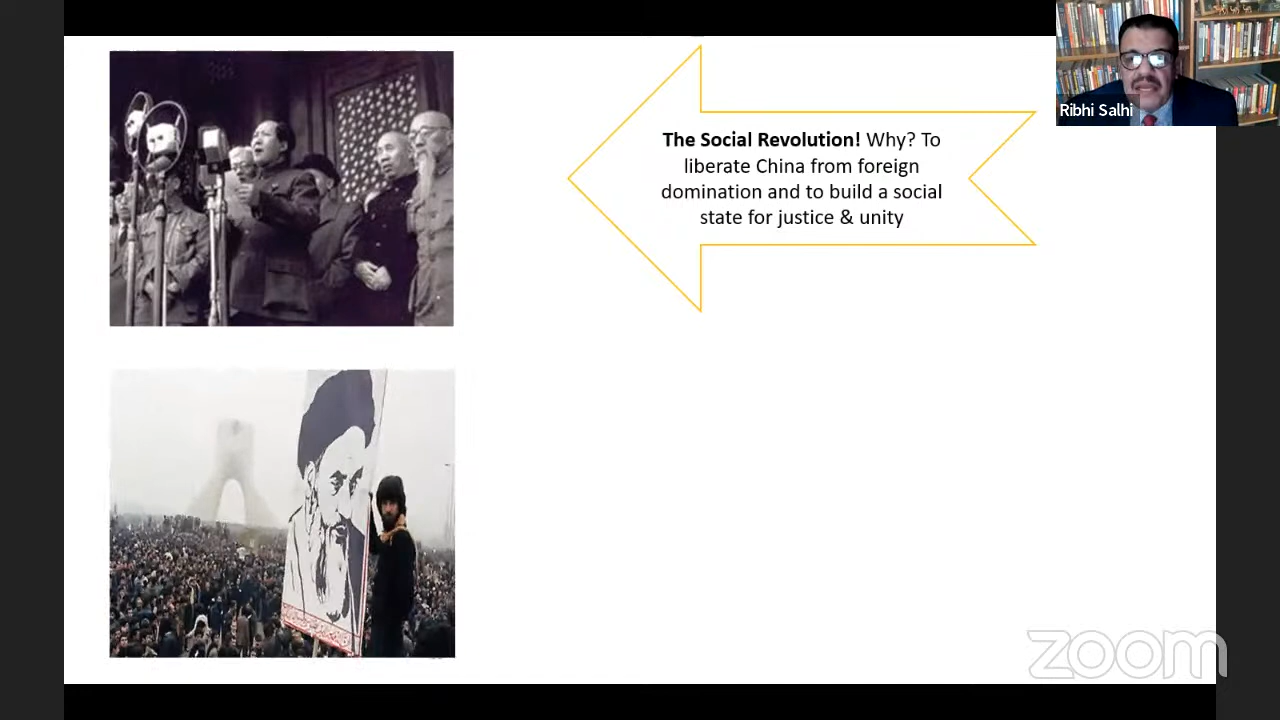 The Social Revolution! Why? To
liberate China from foreign
domination and to build a social
state for justice & unity
Ribhi Salhi
zoom